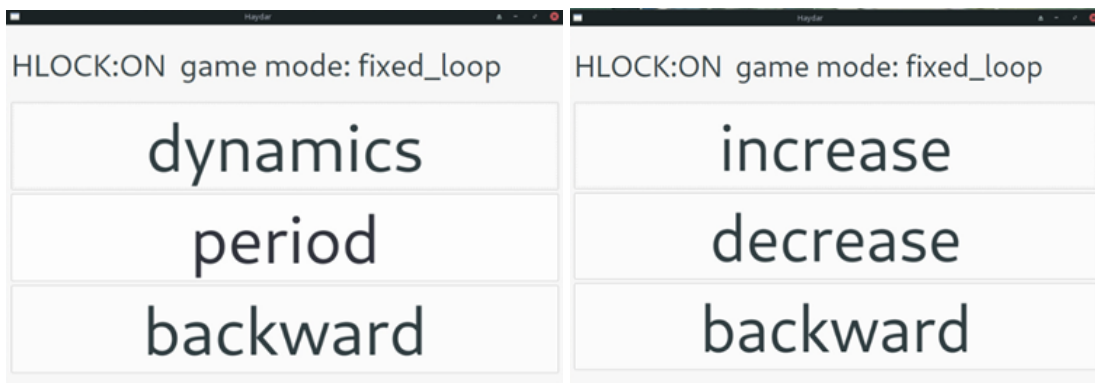 Haydar
HLOCK:ON game mode: fixed_loop
dynamics
period
backward
Haydar
HLOCK:ON game mode: fixed_loop
increase
decrease
backward